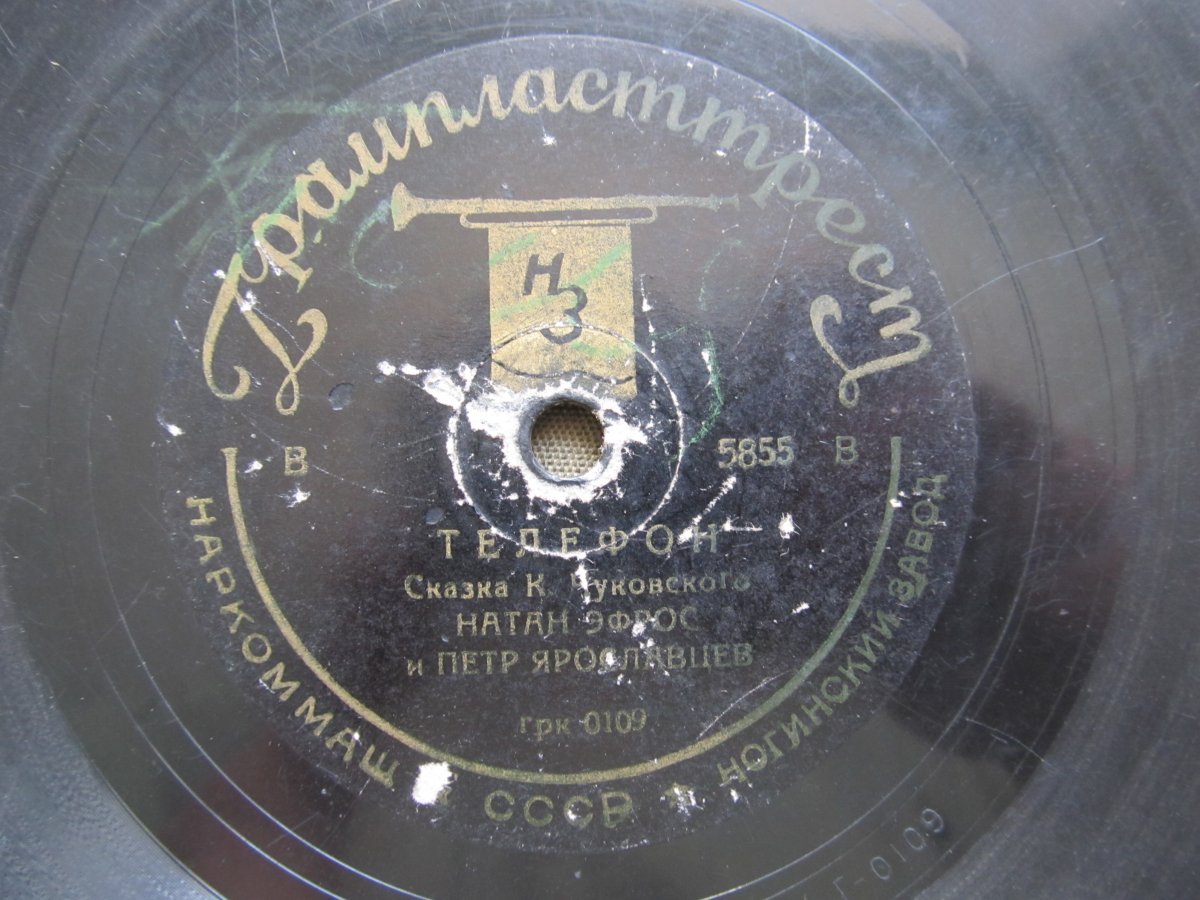 Грампласттрест
НЗ
В 5855 В
ТЕЛЕФОН
Сказка К. Чуковского
НАТАН ЭФРОС
и ПЕТР ЯРОСЛАВЦЕВ
грк 0109
НАРКОММАШ СССР ★ НОГИНСКИЙ ЗАВОД
Г-0109